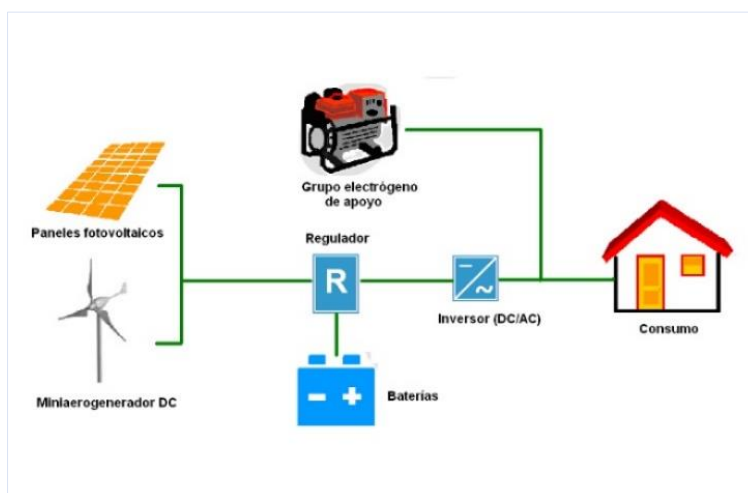 Grupo electrógeno
de apoyo
Paneles fotovoltaicos
Regulador
R
Inversor (DC/AC)
Consumo
Miniaerogenerador DC
Baterías